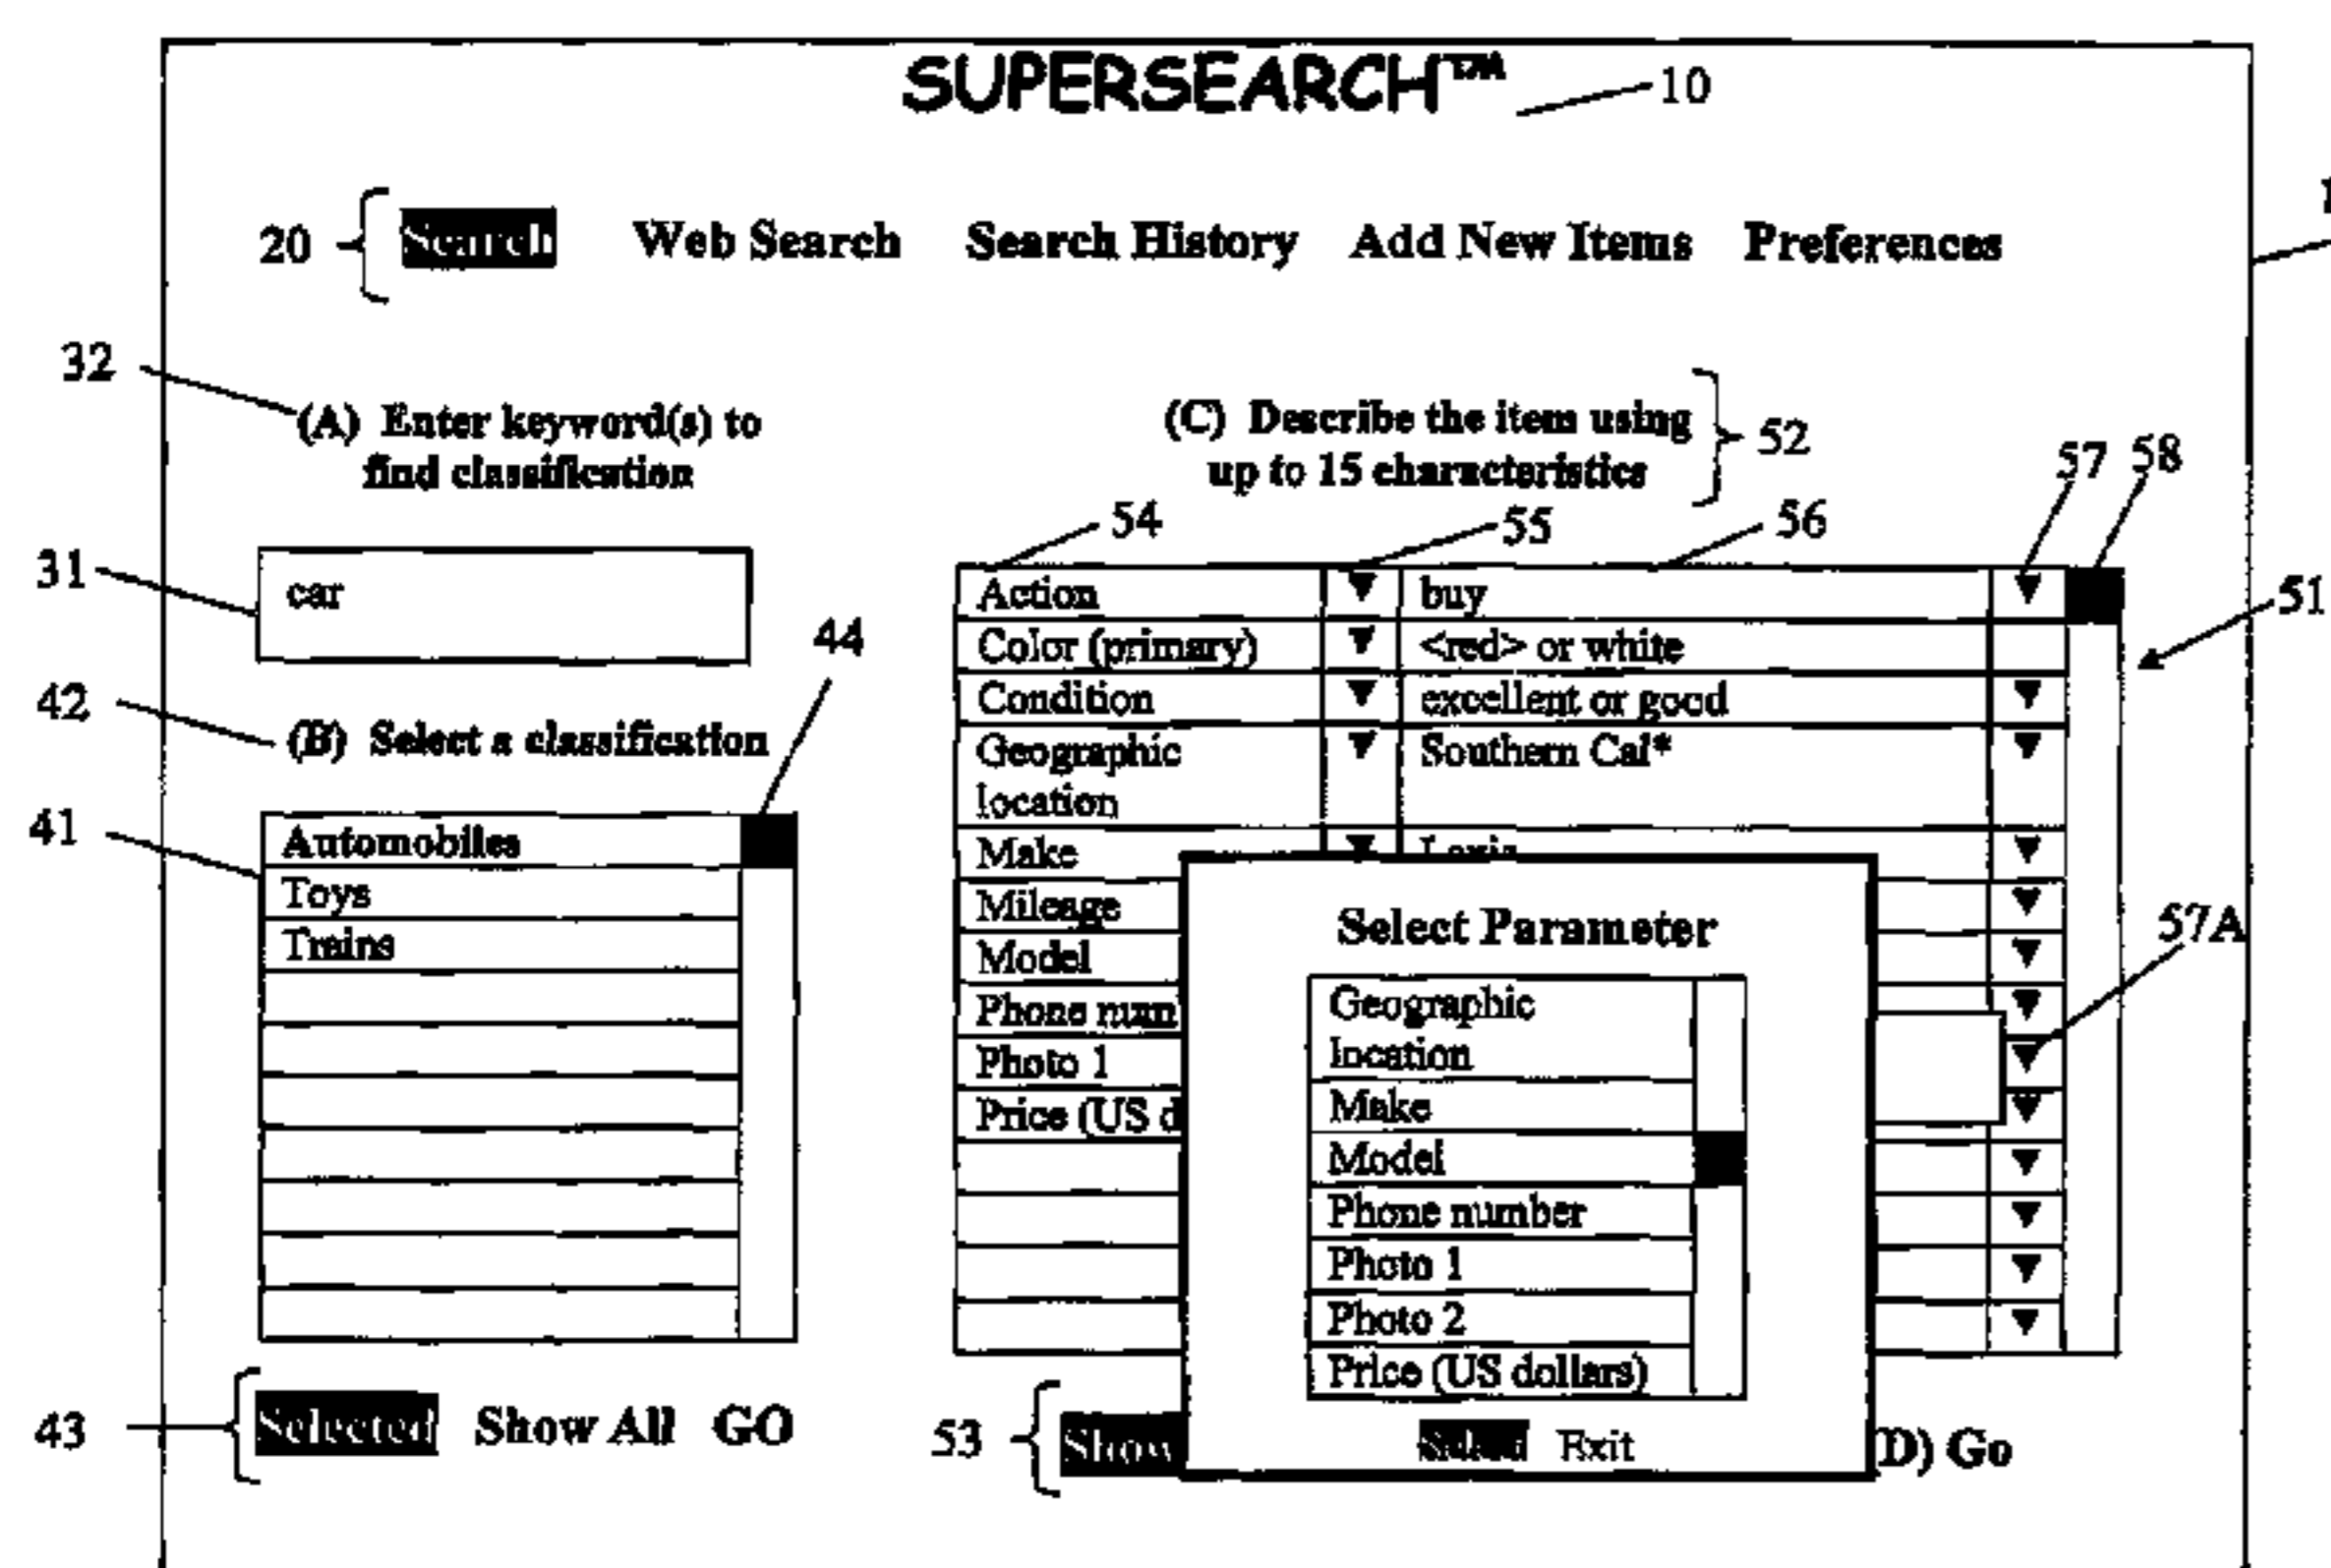 SUPERSEARCH™
10
20 Search Web Search Search History Add New Items Preferences
32
(A) Enter keyword(s) to
find classification
31
car
42
(B) Select a classification
44
41
Automobiles
Toys
Trains
43 Selected Show All GO
(C) Describe the item using
up to 15 characteristics
52
54 55 56 57 58
51
Action buy
Color (primary) <red> or white
Condition excellent or good
Geographic Southern Cal*
location
Make
Mileage
Model
Phone num
Photo 1
Price (US d
57A
Select Parameter
Geographic
location
Make
Model
Phone number
Photo 1
Photo 2
Price (US dollars)
Select Exit
53 Show
D) Go